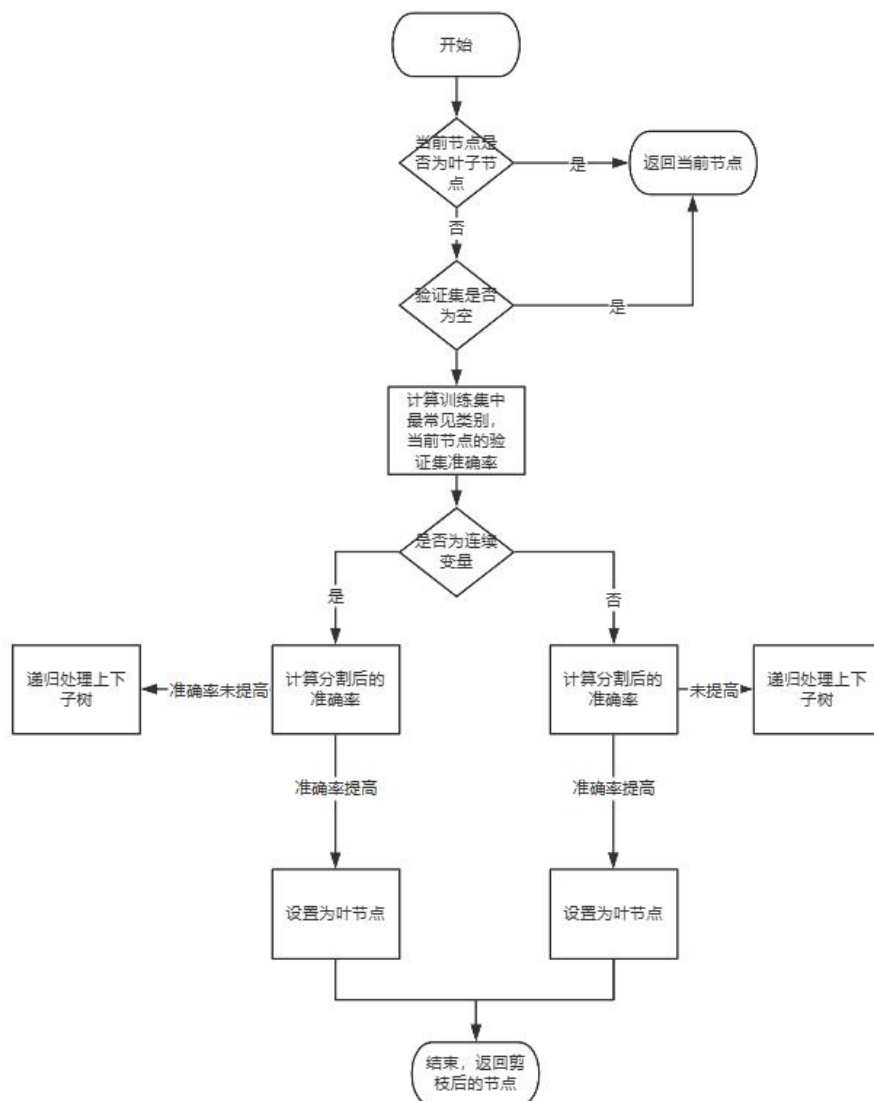 开始
当前节点是
否为叶子节
点
是
返回当前节点
否
验证集是否
为空
是
计算训练集中
最常见类别，
当前节点的验
证集准确率
是否为连续
变量
是
否
递归处理上下
子树
准确率未提高
计算分割后的
准确率
计算分割后的
准确率
未提高
递归处理上下
子树
准确率提高
准确率提高
设置为叶节点
设置为叶节点
结束，返回剪
枝后的节点